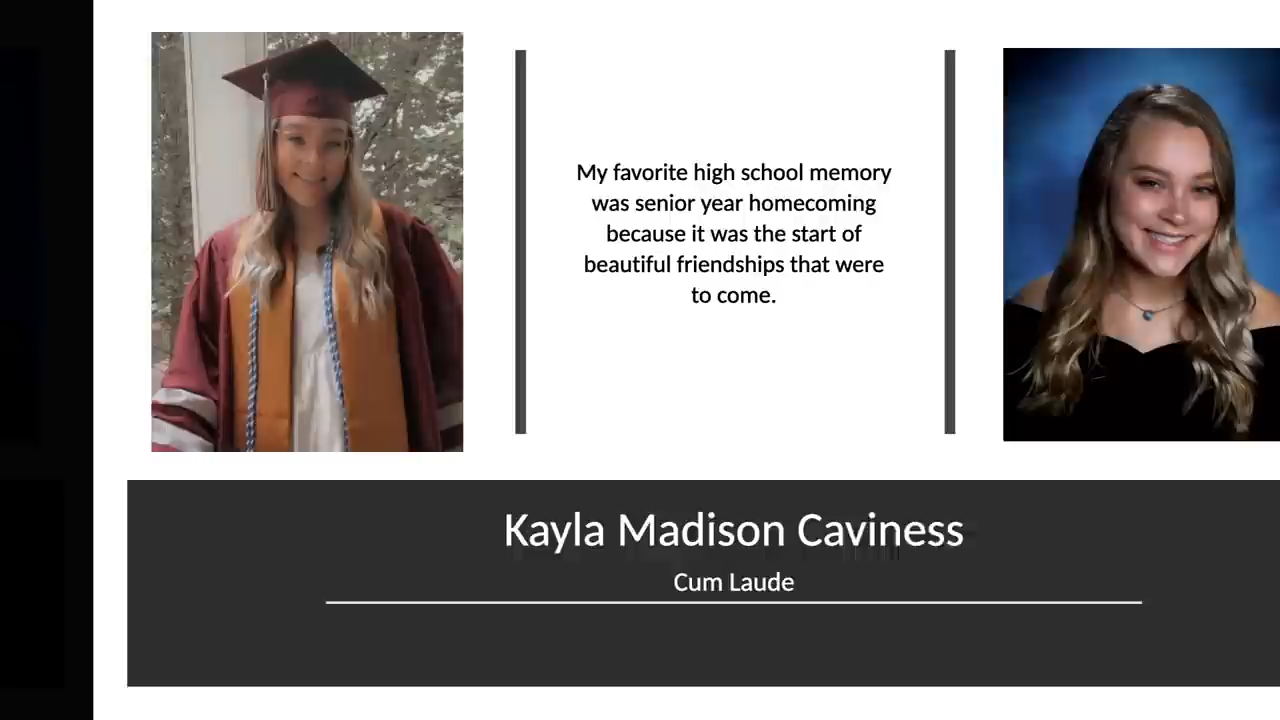 My favorite high school memory
was senior year homecoming
because it was the start of
beautiful friendships that were
to come.
Kayla Madison Caviness
Cum Laude